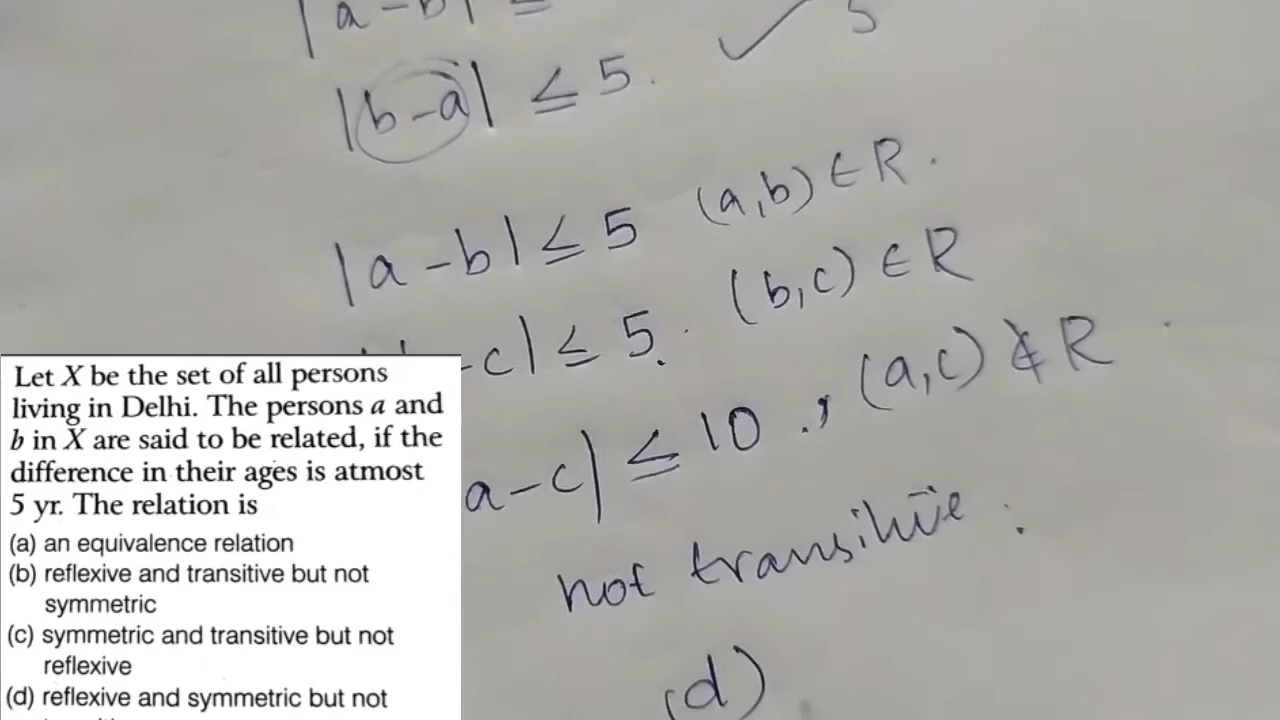 |a - b| ≤
5
|b - a| ≤ 5.
|a - b| ≤ 5 (a,b) ∈ R.
- c| ≤ 5. (b,c) ∈ R
a - c| ≤ 10 ., (a,c) ∉ R
not transitive.
(d)
Let X be the set of all persons
living in Delhi. The persons a and
b in X are said to be related, if the
difference in their ages is atmost
5 yr. The relation is
(a) an equivalence relation
(b) reflexive and transitive but not
symmetric
(c) symmetric and transitive but not
reflexive
(d) reflexive and symmetric but not